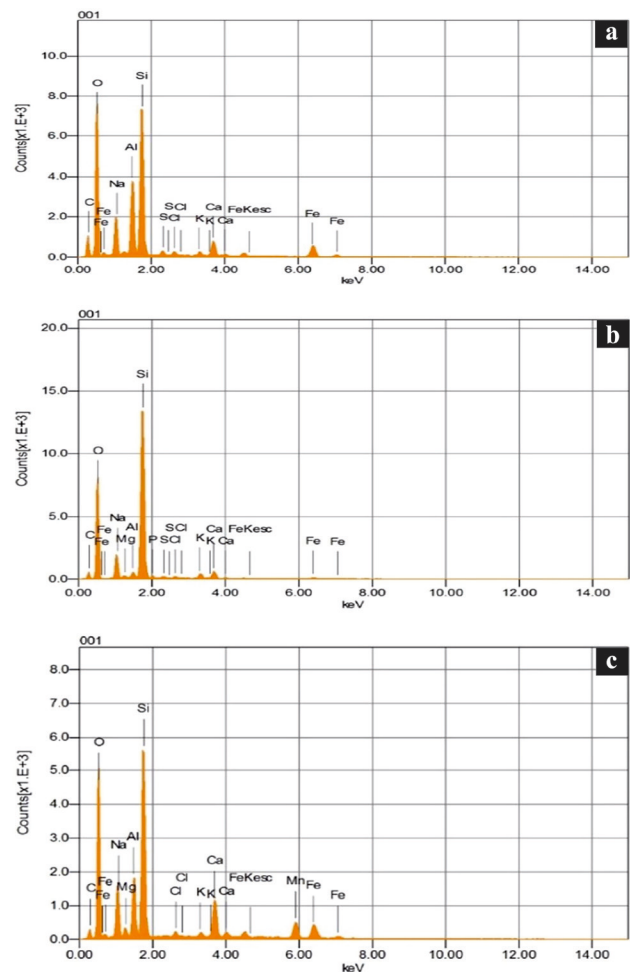 001
a
Counts[x1.E+3]
10.0
8.0
6.0
4.0
2.0
0.0
C O Fe Fe Na Al Si S S Cl Cl K K Ca Ca FeKesc Fe Fe
0.00 2.00 4.00 6.00 8.00 10.00 12.00 14.00
keV
001
b
Counts[x1.E+3]
20.0
15.0
10.0
5.0
0.0
C O Fe Fe Na Mg Al Si P S S Cl Cl K K Ca Ca FeKesc Fe Fe
0.00 2.00 4.00 6.00 8.00 10.00 12.00 14.00
keV
001
c
Counts[x1.E+3]
8.0
7.0
6.0
5.0
4.0
3.0
2.0
1.0
0.0
C O Fe Fe Na Mg Al Si Cl Cl K K Ca Ca FeKesc Mn Fe Fe
0.00 2.00 4.00 6.00 8.00 10.00 12.00 14.00
keV